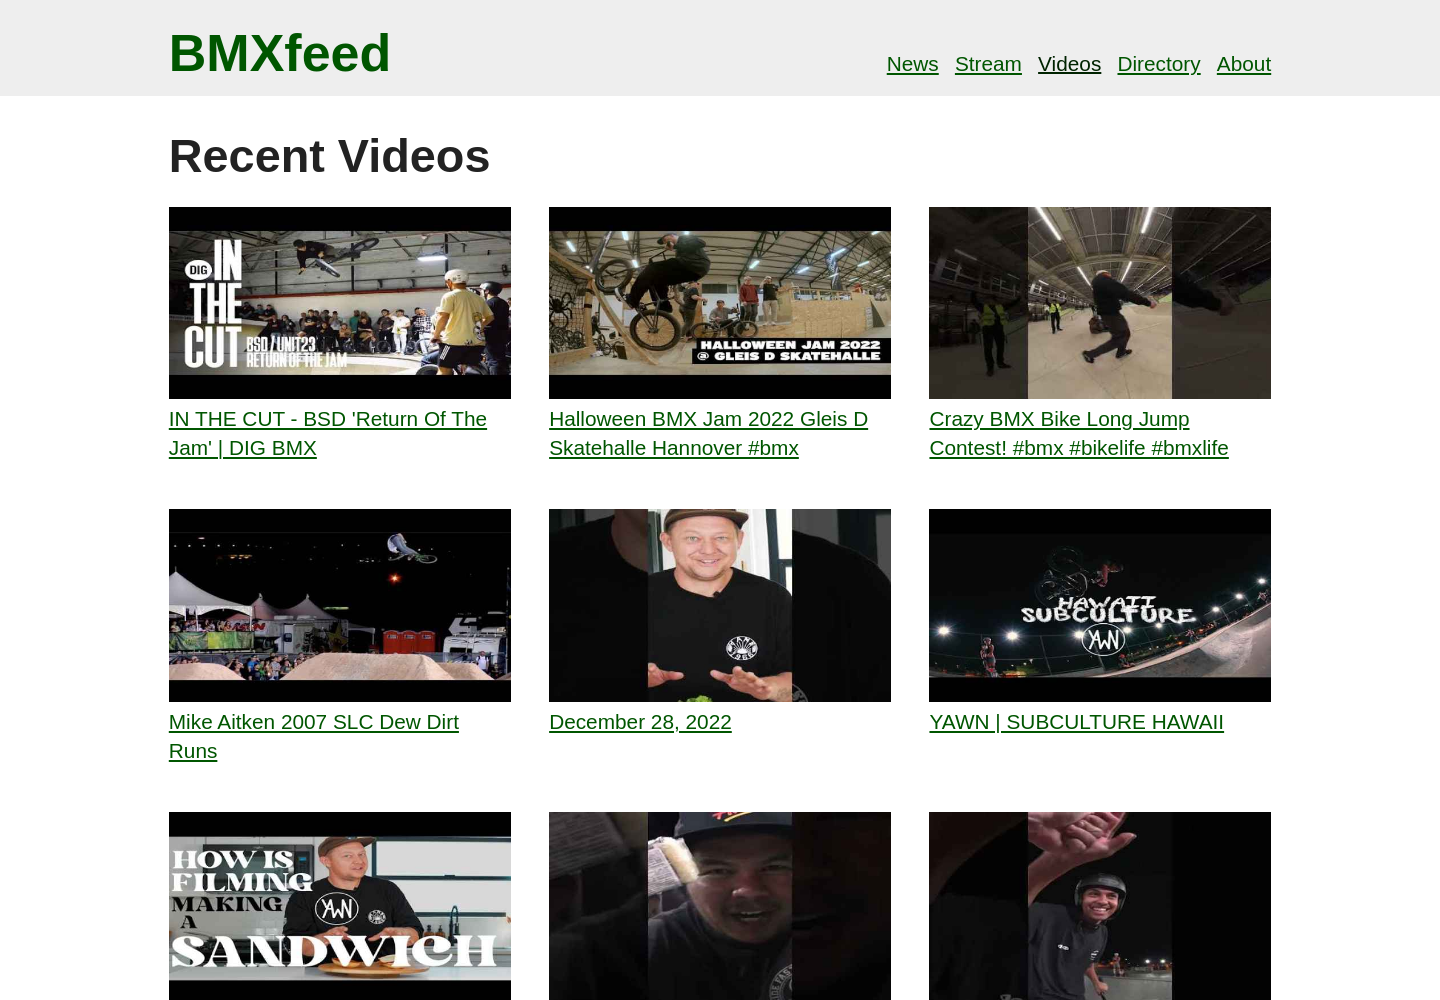 BMXfeed
News Stream Videos Directory About
Recent Videos
DIG IN
THE
CUT
BSD / UNIT23
RETURN OF THE JAM
HALLOWEEN JAM 2022
@ GLEIS D SKATEHALLE
IN THE CUT - BSD 'Return Of The
Jam' | DIG BMX
Halloween BMX Jam 2022 Gleis D
Skatehalle Hannover #bmx
Crazy BMX Bike Long Jump
Contest! #bmx #bikelife #bmxlife
HAWAII
SUBCULTURE
YAWN
Mike Aitken 2007 SLC Dew Dirt
Runs
December 28, 2022
YAWN | SUBCULTURE HAWAII
HOW IS
FILMING
MAKING
A
SANDWICH
YAWN